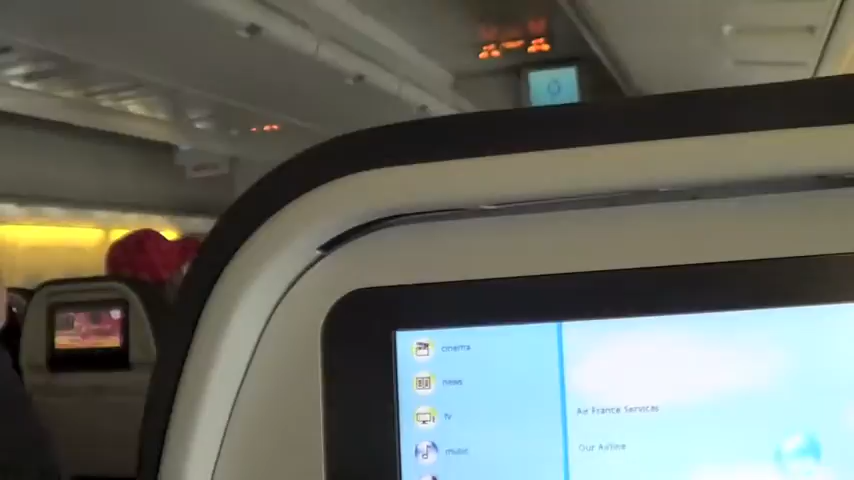 cinema
news
tv
music
Air France Services
Our Airline